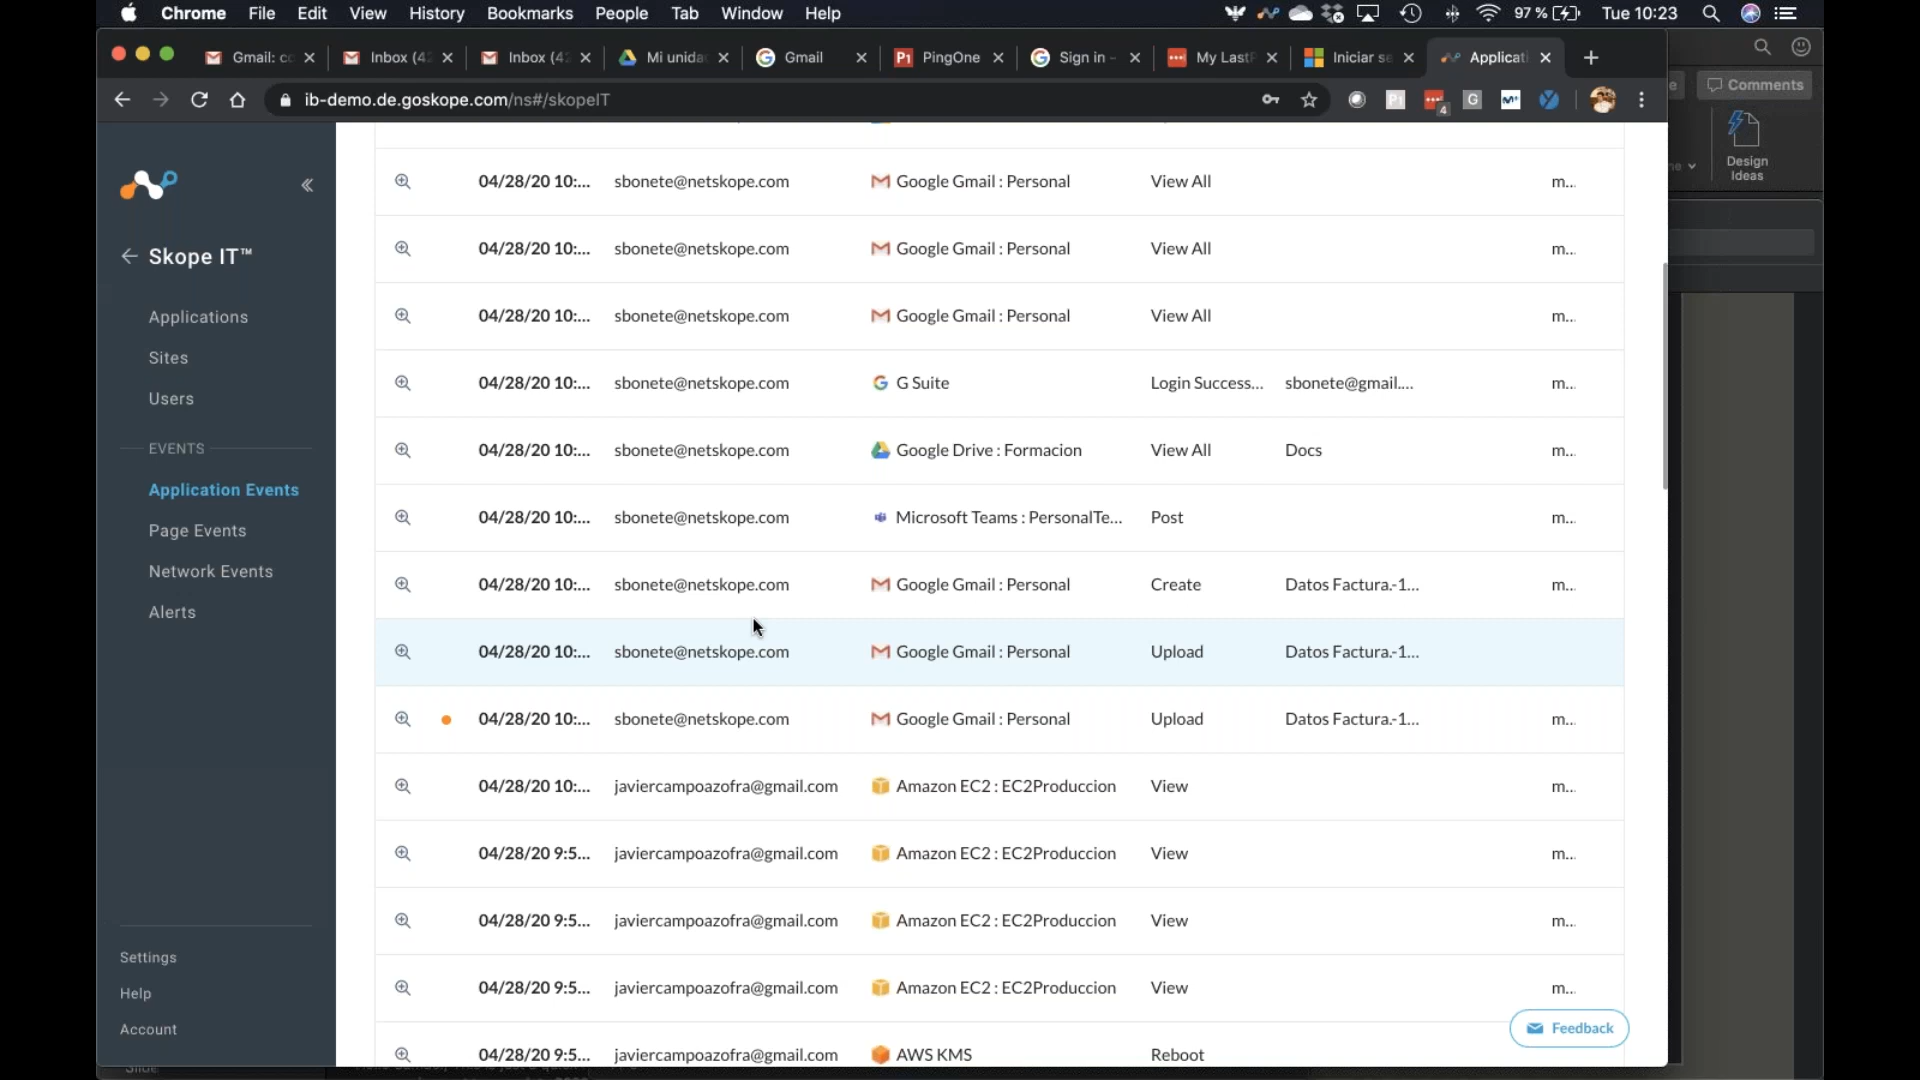 Chrome File Edit View History Bookmarks People Tab Window Help 97 % Tue 10:23
Gmail: cc Inbox (42 Inbox (42 Mi unida Gmail PingOne Sign in - My LastP Iniciar se Applicati
ib-demo.de.goskope.com/ns#/skopeIT
Comments
Design
Ideas
Skope IT™
Applications
Sites
Users
EVENTS
Application Events
Page Events
Network Events
Alerts
Settings
Help
Account
04/28/20 10:... sbonete@netskope.com Google Gmail : Personal View All m...
04/28/20 10:... sbonete@netskope.com Google Gmail : Personal View All m...
04/28/20 10:... sbonete@netskope.com Google Gmail : Personal View All m...
04/28/20 10:... sbonete@netskope.com G Suite Login Success... sbonete@gmail.... m...
04/28/20 10:... sbonete@netskope.com Google Drive : Formacion View All Docs m...
04/28/20 10:... sbonete@netskope.com Microsoft Teams : PersonalTe... Post m...
04/28/20 10:... sbonete@netskope.com Google Gmail : Personal Create Datos Factura.-1... m...
04/28/20 10:... sbonete@netskope.com Google Gmail : Personal Upload Datos Factura.-1...
04/28/20 10:... sbonete@netskope.com Google Gmail : Personal Upload Datos Factura.-1... m...
04/28/20 10:... javiercampoazofra@gmail.com Amazon EC2 : EC2Produccion View m...
04/28/20 9:5... javiercampoazofra@gmail.com Amazon EC2 : EC2Produccion View m...
04/28/20 9:5... javiercampoazofra@gmail.com Amazon EC2 : EC2Produccion View m...
04/28/20 9:5... javiercampoazofra@gmail.com Amazon EC2 : EC2Produccion View m...
04/28/20 9:5... javiercampoazofra@gmail.com AWS KMS Reboot
Feedback